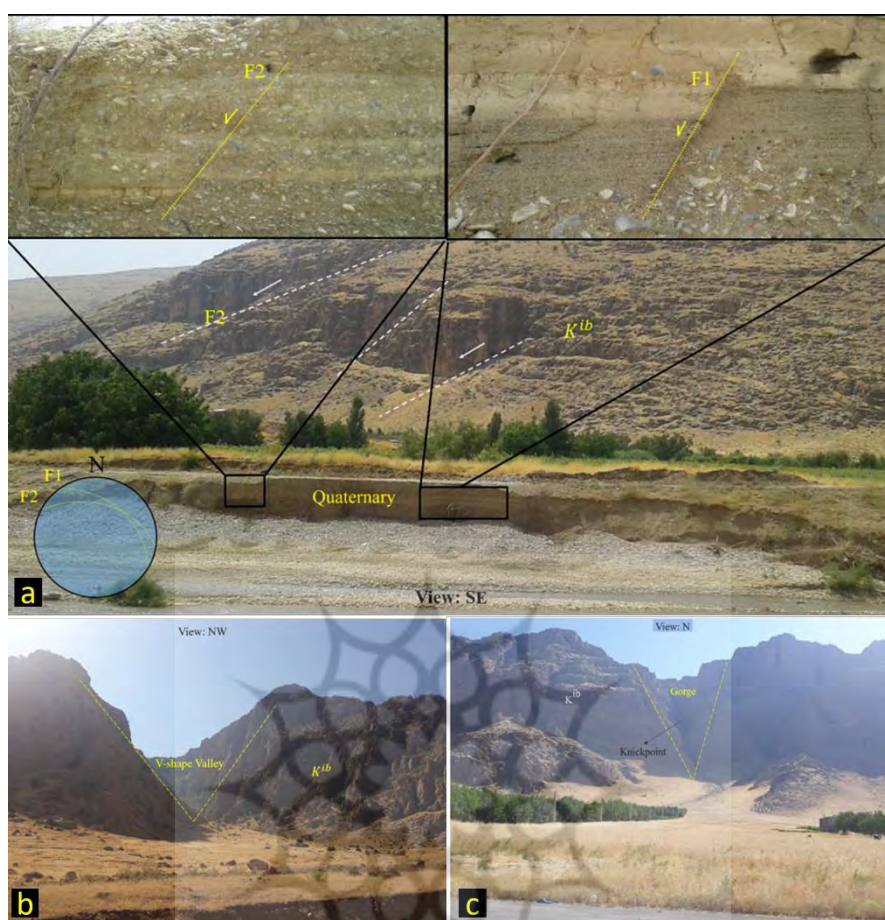 F2
F1
F2
K^ib
N
F1
F2
Quaternary
a
View: SE
View: NW
V-shape Valley
K^ib
b
View: N
K^ib
Gorge
Knickpoint
c